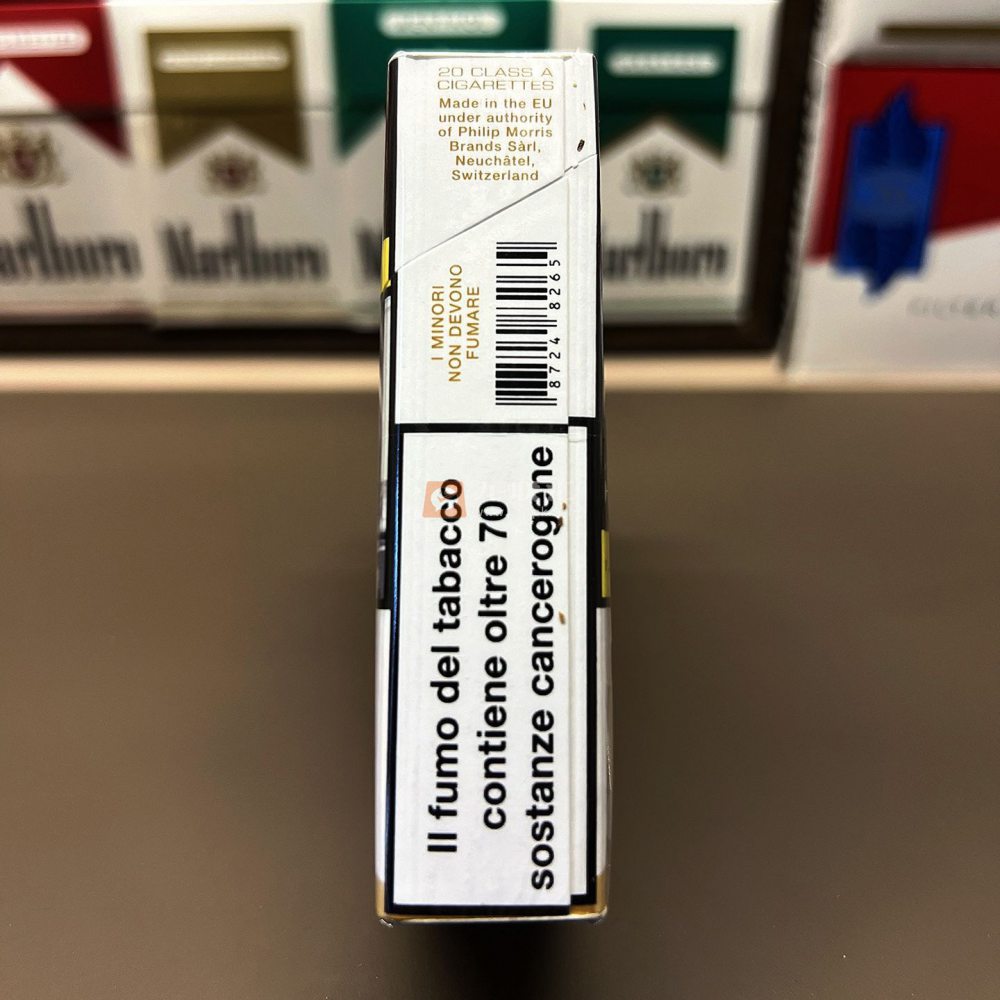 20 CLASS A
CIGARETTES
Made in the EU
under authority
of Philip Morris
Brands Sàrl,
Neuchâtel,
Switzerland
I MINORI
NON DEVONO
FUMARE
8724 8265
Il fumo del tabacco
contiene oltre 70
sostanze cancerogene
Marlboro
Marlboro
Marlboro